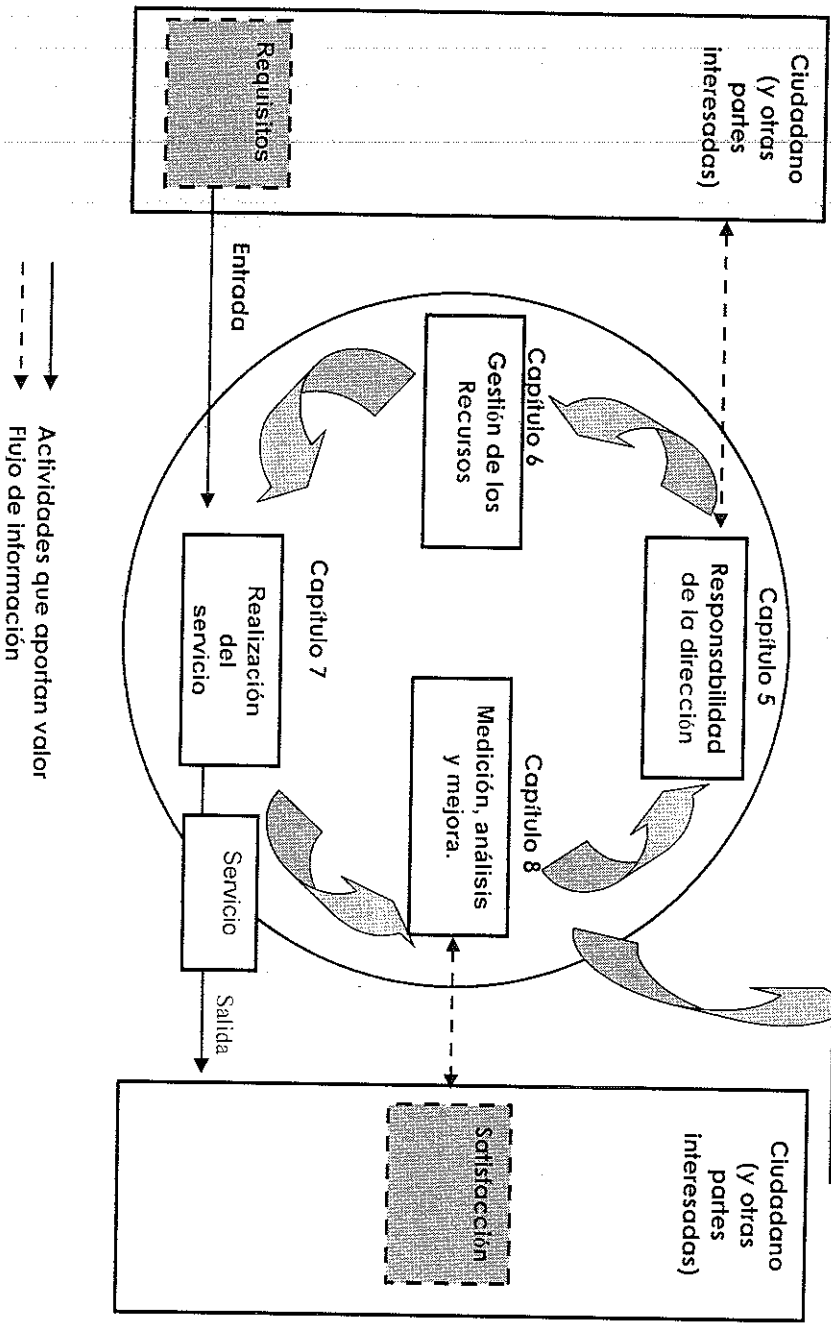 Ciudadano
(y otras
partes
interesadas)
Requisitos
Entrada
Capítulo 5
Responsabilidad
de la dirección
Capítulo 6
Gestión de los
Recursos
Capítulo 8
Medición, análisis
y mejora.
Capítulo 7
Realización
del
servicio
Servicio
Salida
Ciudadano
(y otras
partes
interesadas)
Satisfacción
Actividades que aportan valor
Flujo de información